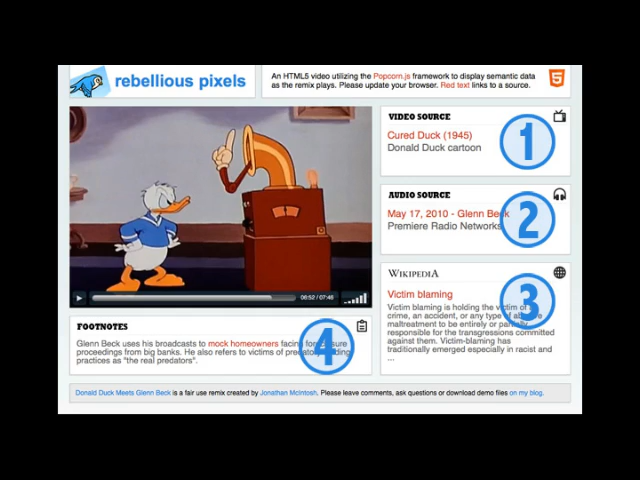 rebellious pixels
An HTML5 video utilizing the Popcorn.js framework to display semantic data
as the remix plays. Please update your browser. Red text links to a source.
5
VIDEO SOURCE
Cured Duck (1945)
Donald Duck cartoon
1
AUDIO SOURCE
May 17, 2010 - Glenn Beck
Premiere Radio Networks
2
WIKIPEDIA
Victim blaming
Victim blaming is holding the victim of a
crime, an accident, or any type of abusive
maltreatment to be entirely or partially
responsible for the transgressions committed
against them. Victim-blaming has
traditionally emerged especially in racist and
...
3
06:52 / 07:46
FOOTNOTES
Glenn Beck uses his broadcasts to mock homeowners facing foreclosure
proceedings from big banks. He also refers to victims of predatory lending
practices as "the real predators".
4
Donald Duck Meets Glenn Beck is a fair use remix created by Jonathan McIntosh. Please leave comments, ask questions or download demo files on my blog.